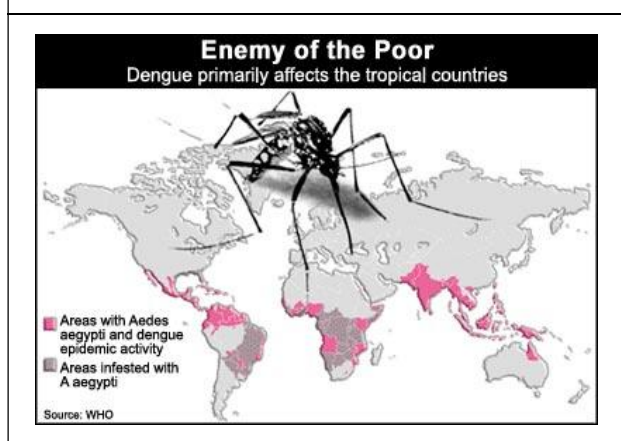 Enemy of the Poor
Dengue primarily affects the tropical countries
Areas with Aedes
aegypti and dengue
epidemic activity
Areas infested with
A aegypti
Source: WHO